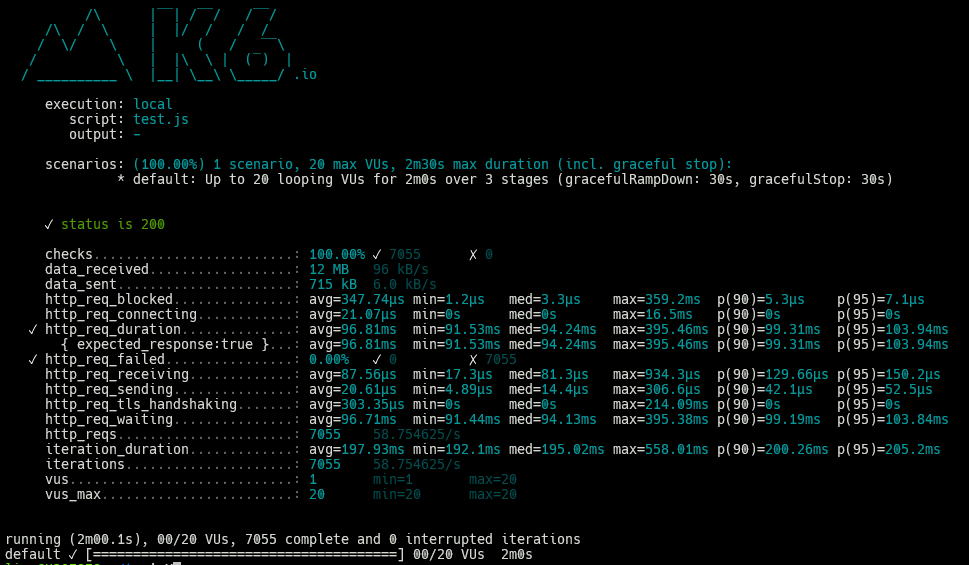 .io
execution: local
script: test.js
output: -
scenarios: (100.00%) 1 scenario, 20 max VUs, 2m30s max duration (incl. graceful stop):
* default: Up to 20 looping VUs for 2m0s over 3 stages (gracefulRampDown: 30s, gracefulStop: 30s)
✓ status is 200
checks.........................: 100.00% ✓ 7055 ✗ 0
data_received..................: 12 MB 96 kB/s
data_sent......................: 715 kB 6.0 kB/s
http_req_blocked...............: avg=347.74µs min=1.2µs med=3.3µs max=359.2ms p(90)=5.3µs p(95)=7.1µs
http_req_connecting............: avg=21.07µs min=0s med=0s max=16.5ms p(90)=0s p(95)=0s
✓ http_req_duration..............: avg=96.81ms min=91.53ms med=94.24ms max=395.46ms p(90)=99.31ms p(95)=103.94ms
{ expected_response:true }...: avg=96.81ms min=91.53ms med=94.24ms max=395.46ms p(90)=99.31ms p(95)=103.94ms
✓ http_req_failed................: 0.00% ✓ 0 ✗ 7055
http_req_receiving.............: avg=87.56µs min=17.3µs med=81.3µs max=934.3µs p(90)=129.66µs p(95)=150.2µs
http_req_sending...............: avg=20.61µs min=4.89µs med=14.4µs max=306.6µs p(90)=42.1µs p(95)=52.5µs
http_req_tls_handshaking.......: avg=303.35µs min=0s med=0s max=214.09ms p(90)=0s p(95)=0s
http_req_waiting...............: avg=96.71ms min=91.44ms med=94.13ms max=395.38ms p(90)=99.19ms p(95)=103.84ms
http_reqs......................: 7055 58.754625/s
iteration_duration.............: avg=197.93ms min=192.1ms med=195.02ms max=558.01ms p(90)=200.26ms p(95)=205.2ms
iterations.....................: 7055 58.754625/s
vus............................: 1 min=1 max=20
vus_max........................: 20 min=20 max=20
running (2m00.1s), 00/20 VUs, 7055 complete and 0 interrupted iterations
default ✓ [======================================] 00/20 VUs 2m0s